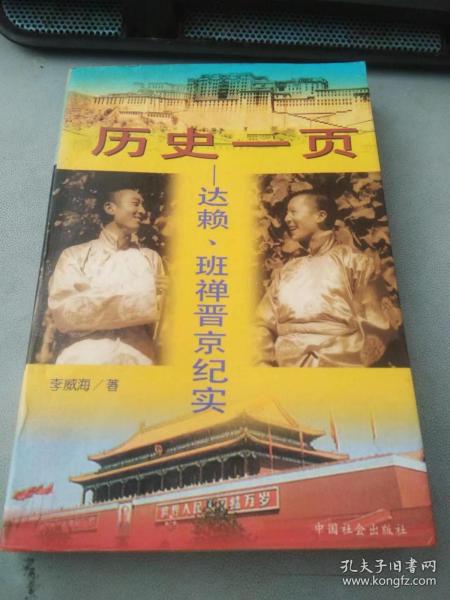 历史一页
—达赖、班禅晋京纪实
李威海／著
世界人民大团结万岁
中国社会出版社
孔夫子旧书网
www.kongfz.com